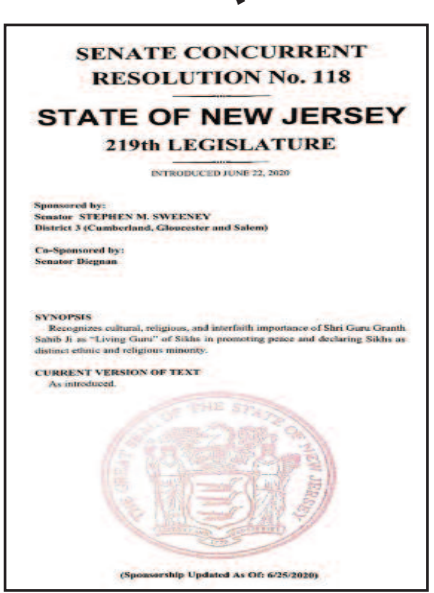 SENATE CONCURRENT
RESOLUTION No. 118
STATE OF NEW JERSEY
219th LEGISLATURE
INTRODUCED JUNE 22, 2020
Sponsored by:
Senator STEPHEN M. SWEENEY
District 3 (Cumberland, Gloucester and Salem)
Co-Sponsored by:
Senator Diegnan
SYNOPSIS
Recognizes cultural, religious, and interfaith importance of Shri Guru Granth
Sahib Ji as "Living Guru" of Sikhs in promoting peace and declaring Sikhs as
distinct ethnic and religious minority.
CURRENT VERSION OF TEXT
As introduced.
THE GREAT SEAL OF THE STATE OF NEW JERSEY
(Sponsorship Updated As Of: 6/25/2020)